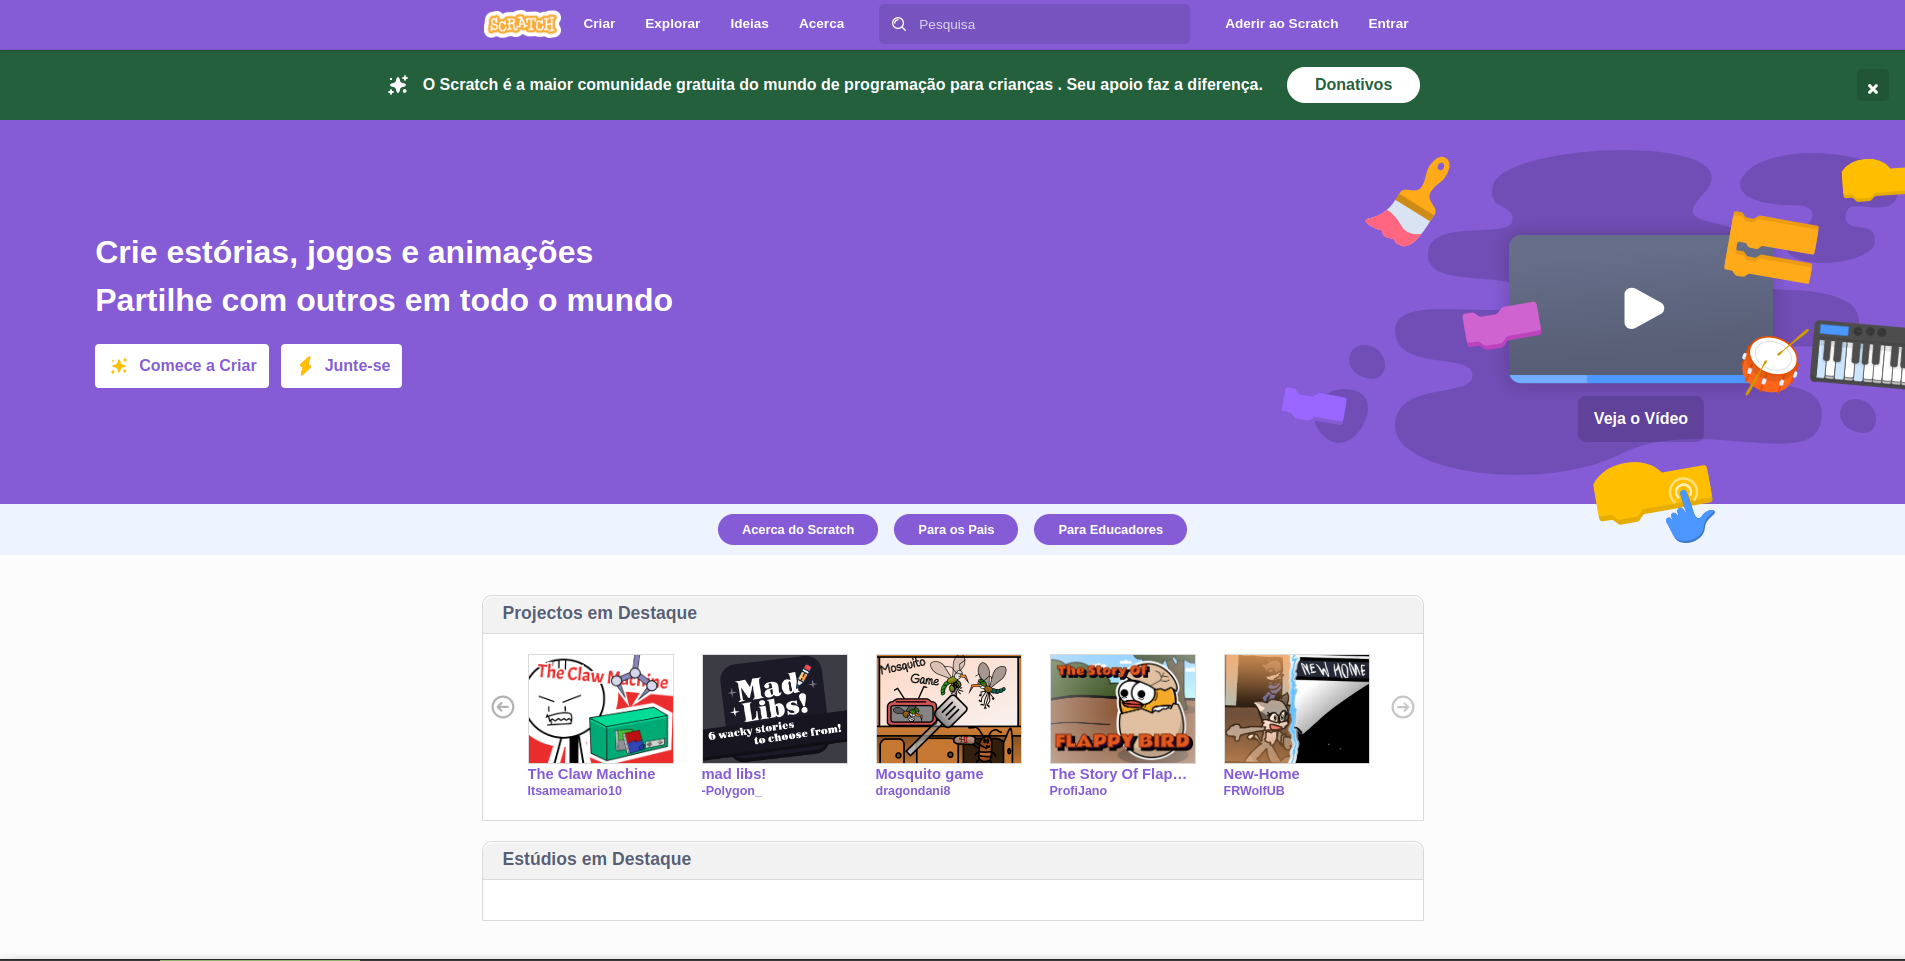 SCRATCH Criar Explorar Ideias Acerca Pesquisa Aderir ao Scratch Entrar
O Scratch é a maior comunidade gratuita do mundo de programação para crianças . Seu apoio faz a diferença. Donativos
Crie estórias, jogos e animações
Partilhe com outros em todo o mundo
Comece a Criar Junte-se
Veja o Vídeo
Acerca do Scratch Para os Pais Para Educadores
Projectos em Destaque
The Claw Machine
Mad
Libs!
6 wacky stories
to choose from!
Mosquito
Game
The Story Of
FLAPPY BIRD
NEW HOME
The Claw Machine mad libs! Mosquito game The Story Of Flap… New-Home
Itsameamario10 -Polygon_ dragondani8 ProfiJano FRWolfUB
Estúdios em Destaque